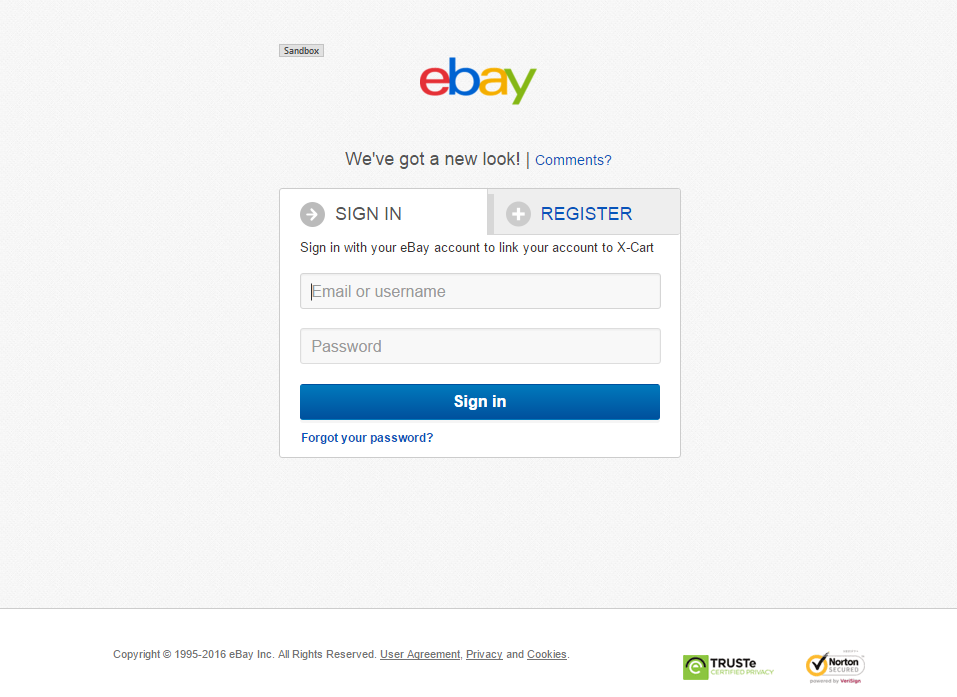 Sandbox
ebay
We've got a new look! | Comments?
SIGN IN
REGISTER
Sign in with your eBay account to link your account to X-Cart
Email or username
Password
Sign in
Forgot your password?
Copyright © 1995-2016 eBay Inc. All Rights Reserved. User Agreement, Privacy and Cookies.
TRUSTe
CERTIFIED PRIVACY
Norton
SECURED
powered by VeriSign